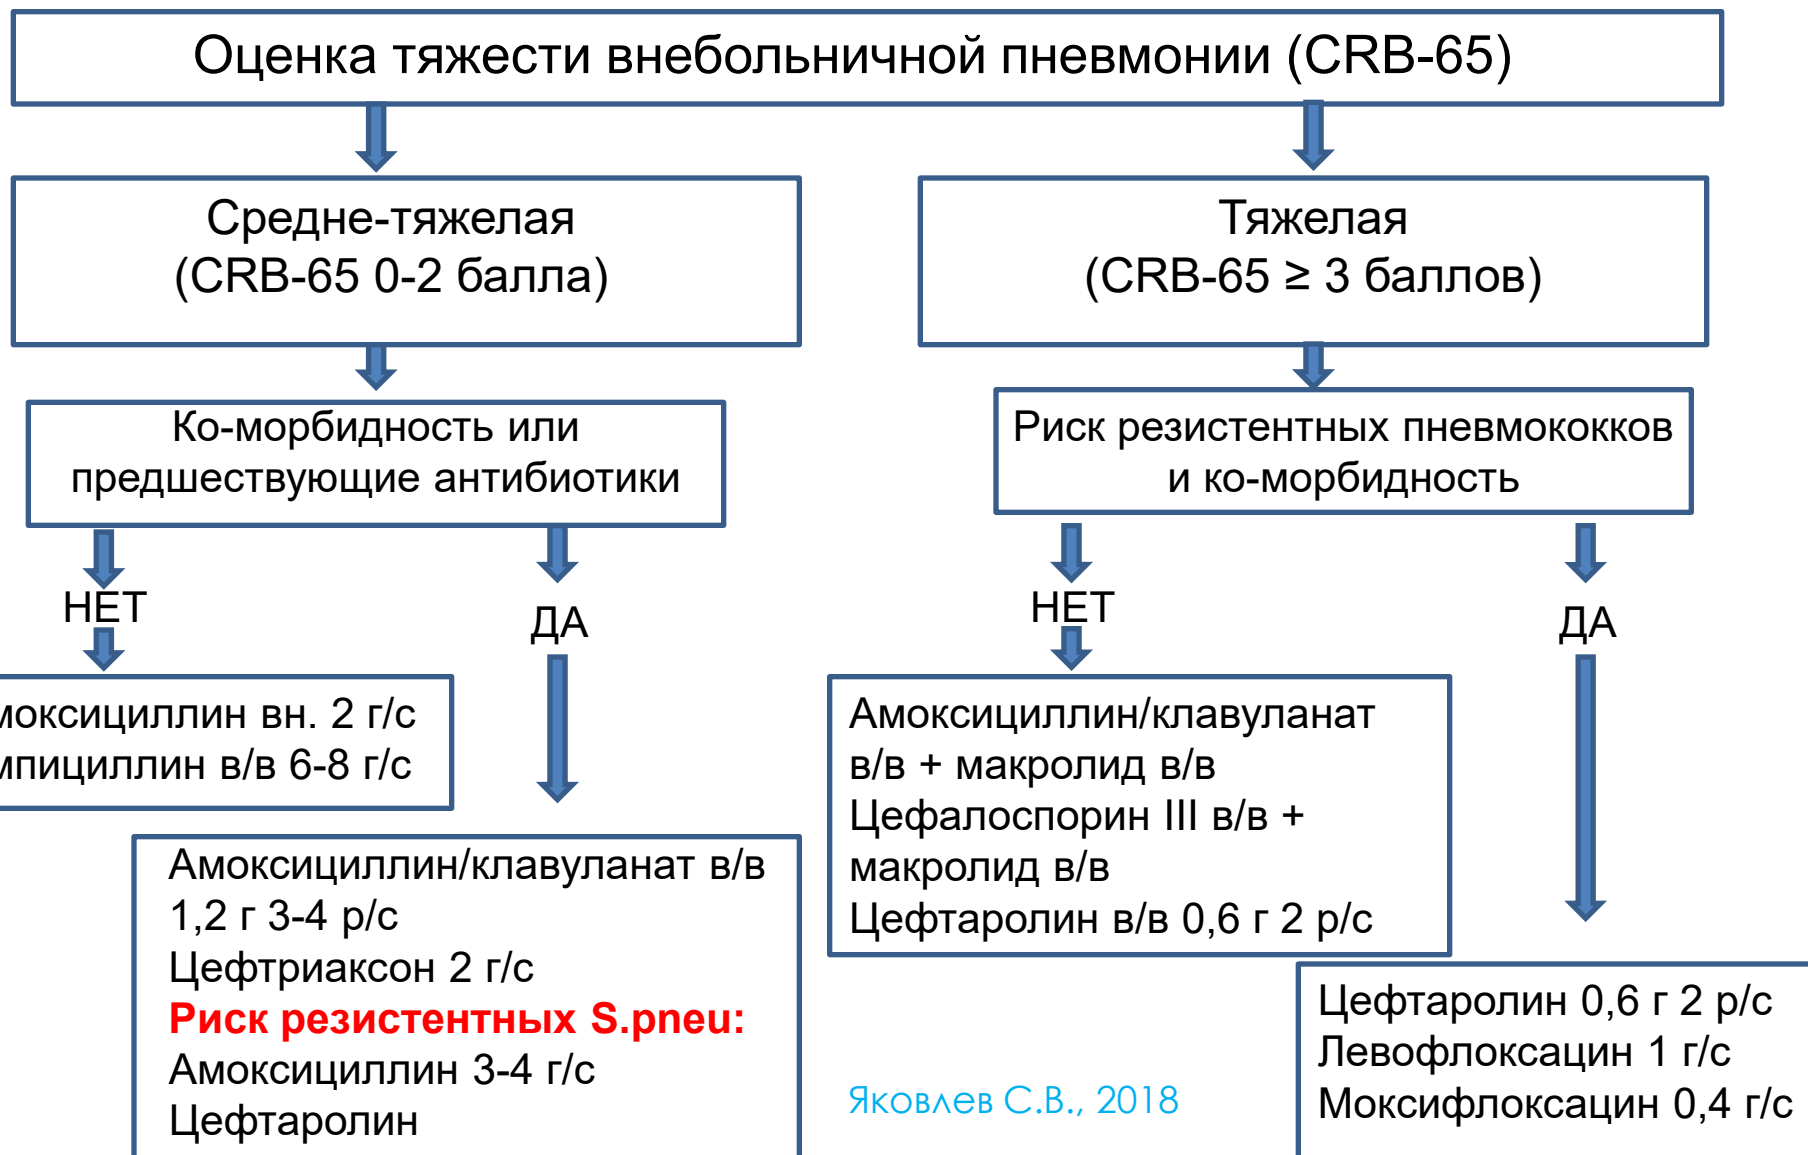 Оценка тяжести внебольничной пневмонии (CRB-65)
Средне-тяжелая
(CRB-65 0-2 балла)
Тяжелая
(CRB-65 ≥ 3 баллов)
Ко-морбидность или
предшествующие антибиотики
Риск резистентных пневмококков
и ко-морбидность
НЕТ
ДА
НЕТ
ДА
моксициллин вн. 2 г/с
мпициллин в/в 6-8 г/с
Амоксициллин/клавуланат в/в
1,2 г 3-4 р/с
Цефтриаксон 2 г/с
Риск резистентных S.pneu:
Амоксициллин 3-4 г/с
Цефтаролин
Амоксициллин/клавуланат
в/в + макролид в/в
Цефалоспорин III в/в +
макролид в/в
Цефтаролин в/в 0,6 г 2 р/с
Цефтаролин 0,6 г 2 р/с
Левофлоксацин 1 г/с
Моксифлоксацин 0,4 г/с
Яковлев С.В., 2018